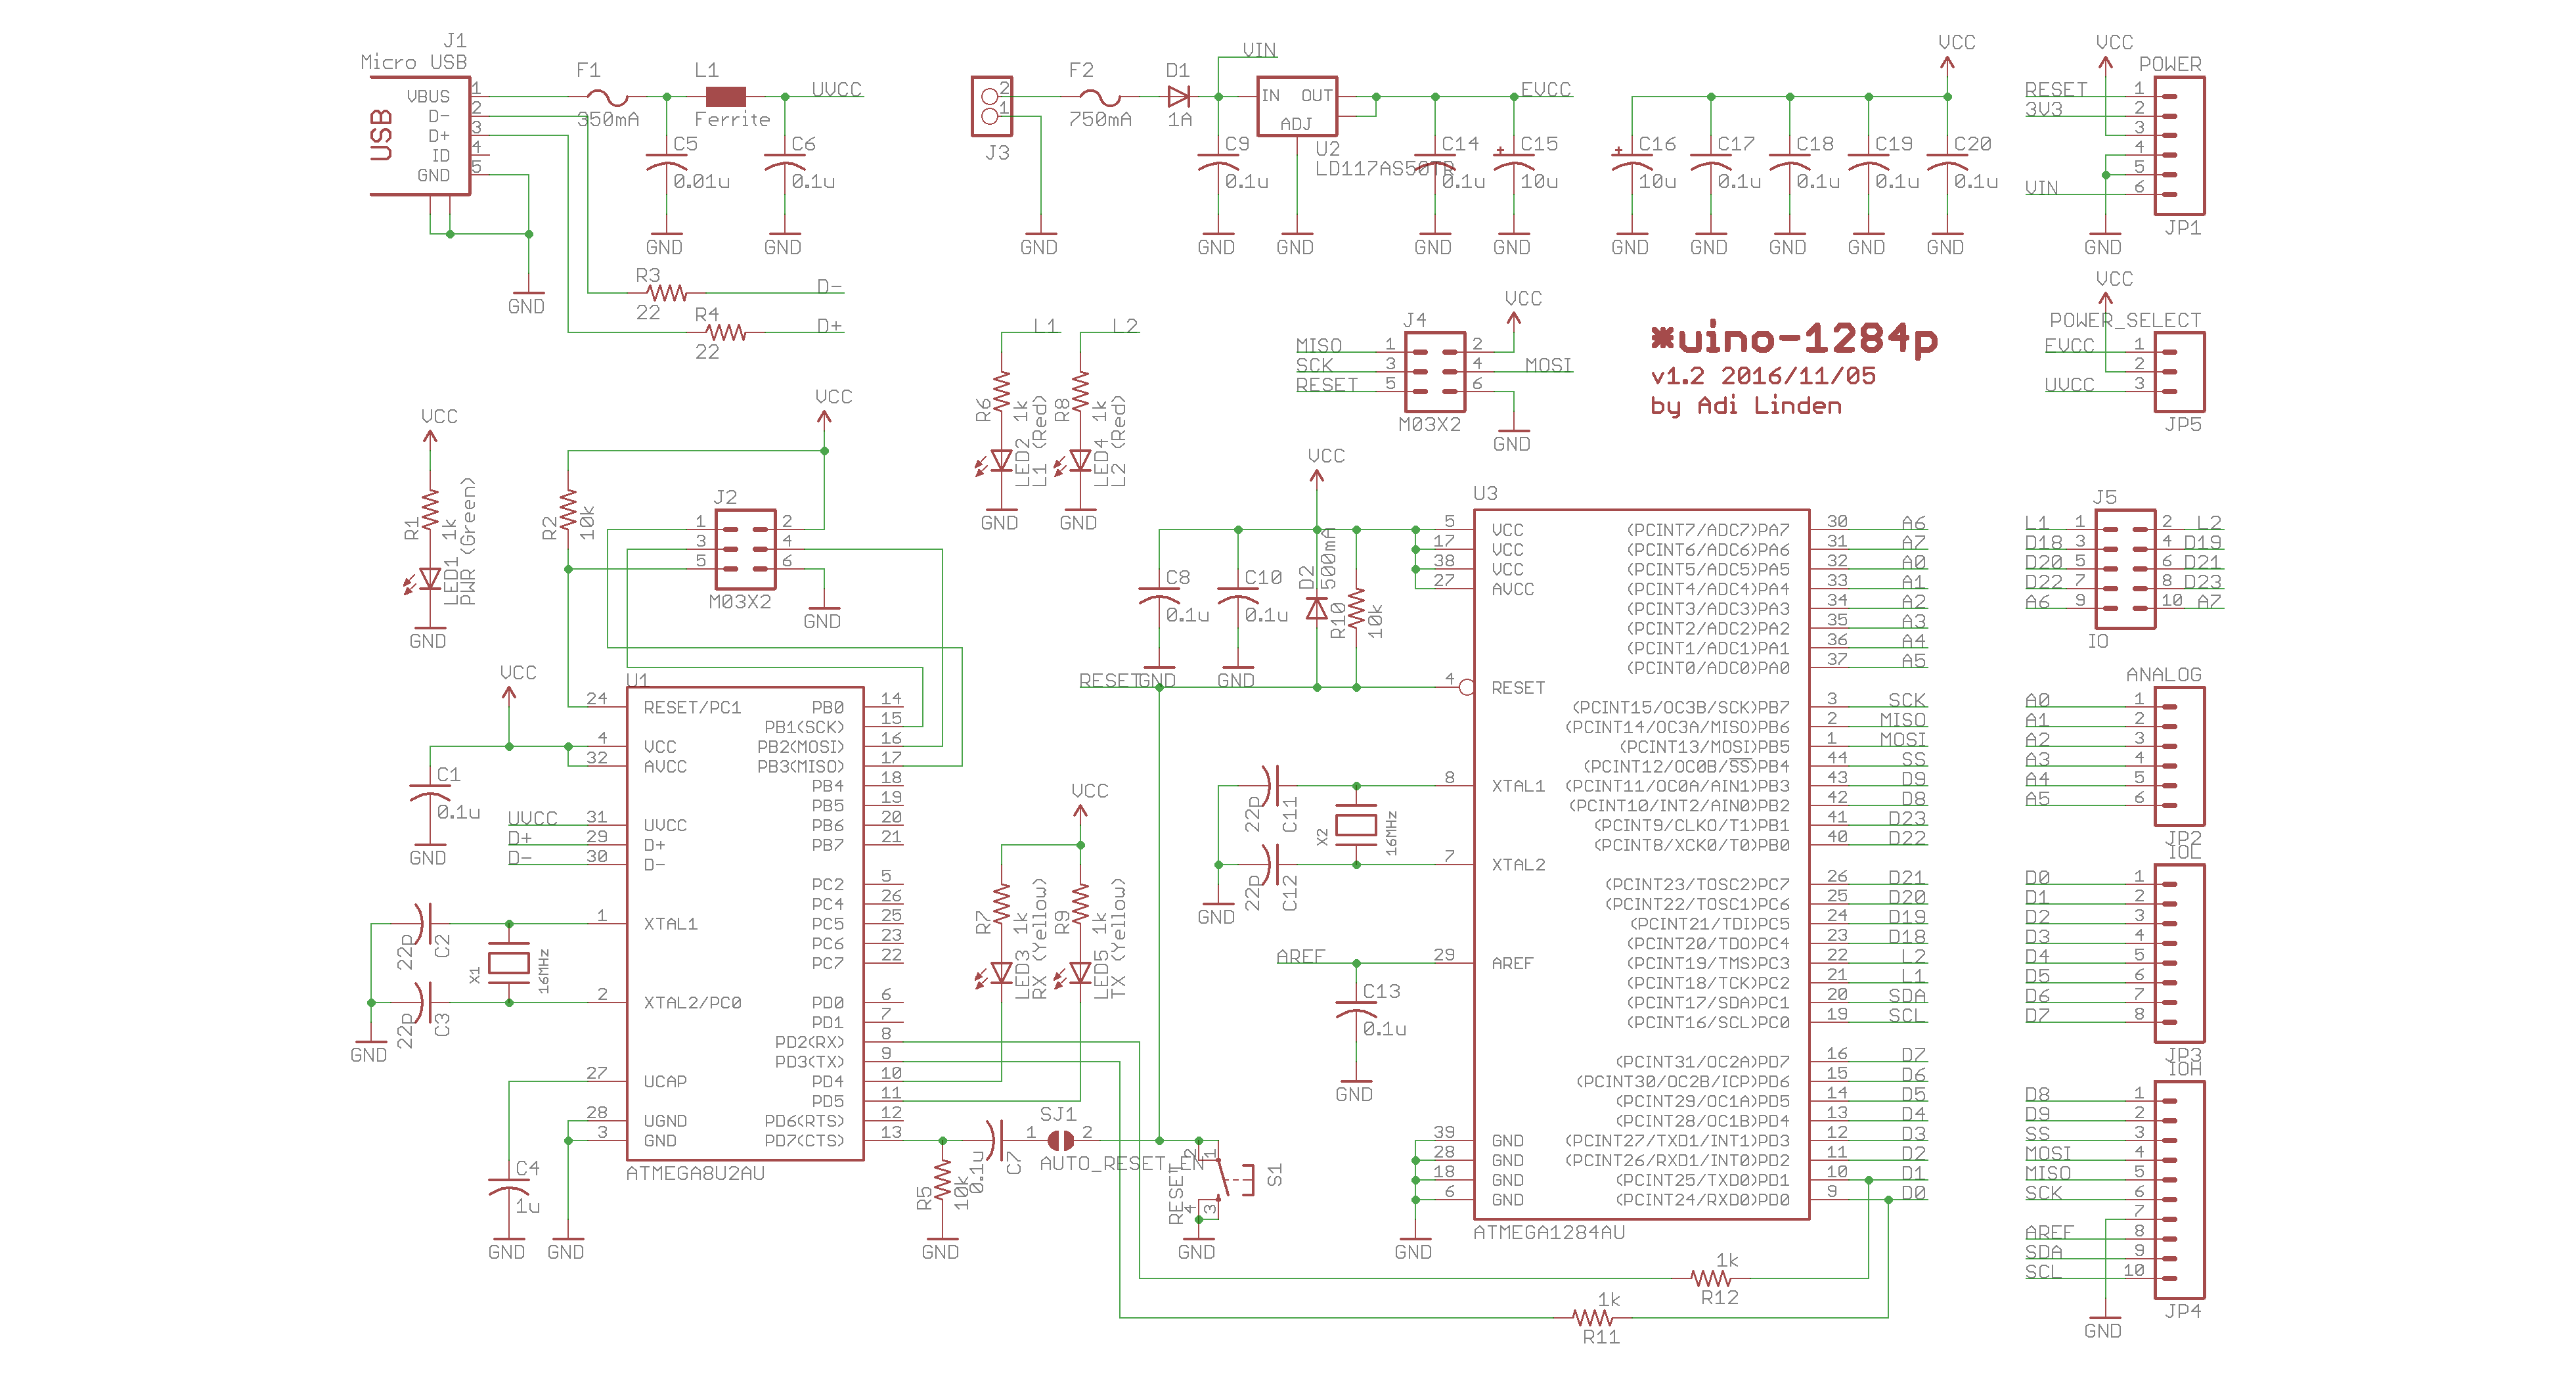 J1
Micro USB
USB
VBUS 1
D- 2
D+ 3
ID 4
GND 5
GND
F1
350mA
L1
Ferrite
UVCC
C5
0.01u
GND
C6
0.1u
GND
R3
22
D-
R4
22
D+
J3
2
1
GND
F2
750mA
D1
1A
VIN
IN OUT
ADJ
U2
LD117AS50TR
C9
0.1u
GND
GND
C14
0.1u
GND
EVCC
C15
10u
GND
VCC
C16
10u
GND
C17
0.1u
GND
C18
0.1u
GND
C19
0.1u
GND
C20
0.1u
GND
VCC
POWER
RESET 1
3V3 2
3
4
5
VIN 6
JP1
GND
VCC
POWER_SELECT
EVCC 1
2
UVCC 3
JP5
L1
R6
1k
LED2
L1 (Red)
GND
L2
R8
1k
LED4
L2 (Red)
GND
J4
VCC
MISO 1 2
SCK 3 4 MOSI
RESET 5 6
M03X2
GND
*uino-1284p
v1.2 2016/11/05
by Adi Linden
VCC
R1
1k
LED1
PWR (Green)
GND
VCC
R2
10k
J2
1 2
3 4
5 6
M03X2
GND
VCC
C1
0.1u
GND
U1
24 RESET/PC1
4 VCC
32 AVCC
UVCC 31 UVCC
D+ 29 D+
D- 30 D-
1 XTAL1
2 XTAL2/PC0
27 UCAP
28 UGND
3 GND
PB0 14
PB1(SCK) 15
PB2(MOSI) 16
PB3(MISO) 17
PB4 18
PB5 19
PB6 20
PB7 21
PC2 5
PC4 26
PC5 25
PC6 23
PC7 22
PD0 6
PD1 7
PD2(RX) 8
PD3(TX) 9
PD4 10
PD5 11
PD6(RTS) 12
PD7(CTS) 13
ATMEGA8U2AU
22p
C2
22p
C3
X1
16MHz
GND
C4
1u
GND
GND
VCC
R7
1k
LED3
RX (Yellow)
R9
1k
LED5
TX (Yellow)
R5
10k
GND
0.1u
C7
SJ1
1 2
AUTO_RESET_EN
RESET
2
1
4
3
S1
GND
VCC
C8
0.1u
GND
C10
0.1u
GND
D2
500mA
R10
10k
RESET
22p
C11
22p
C12
X2
16MHz
GND
AREF
C13
0.1u
GND
GND
U3
5 VCC
17 VCC
38 VCC
27 AVCC
4 RESET
8 XTAL1
7 XTAL2
29 AREF
39 GND
28 GND
18 GND
6 GND
(PCINT7/ADC7)PA7 30 A6
(PCINT6/ADC6)PA6 31 A7
(PCINT5/ADC5)PA5 32 A0
(PCINT4/ADC4)PA4 33 A1
(PCINT3/ADC3)PA3 34 A2
(PCINT2/ADC2)PA2 35 A3
(PCINT1/ADC1)PA1 36 A4
(PCINT0/ADC0)PA0 37 A5
(PCINT15/OC3B/SCK)PB7 3 SCK
(PCINT14/OC3A/MISO)PB6 2 MISO
(PCINT13/MOSI)PB5 1 MOSI
(PCINT12/OC0B/SS)PB4 44 SS
(PCINT11/OC0A/AIN1)PB3 43 D9
(PCINT10/INT2/AIN0)PB2 42 D8
(PCINT9/CLKO/T1)PB1 41 D23
(PCINT8/XCK0/T0)PB0 40 D22
(PCINT23/TOSC2)PC7 26 D21
(PCINT22/TOSC1)PC6 25 D20
(PCINT21/TDI)PC5 24 D19
(PCINT20/TDO)PC4 23 D18
(PCINT19/TMS)PC3 22 L2
(PCINT18/TCK)PC2 21 L1
(PCINT17/SDA)PC1 20 SDA
(PCINT16/SCL)PC0 19 SCL
(PCINT31/OC2A)PD7 16 D7
(PCINT30/OC2B/ICP)PD6 15 D6
(PCINT29/OC1A)PD5 14 D5
(PCINT28/OC1B)PD4 13 D4
(PCINT27/TXD1/INT1)PD3 12 D3
(PCINT26/RXD1/INT0)PD2 11 D2
(PCINT25/TXD0)PD1 10 D1
(PCINT24/RXD0)PD0 9 D0
ATMEGA1284AU
1k
R12
1k
R11
J5
L1 1 2 L2
D18 3 4 D19
D20 5 6 D21
D22 7 8 D23
A6 9 10 A7
IO
ANALOG
A0 1
A1 2
A2 3
A3 4
A4 5
A5 6
JP2
IOL
D0 1
D1 2
D2 3
D3 4
D4 5
D5 6
D6 7
D7 8
JP3
IOH
D8 1
D9 2
SS 3
MOSI 4
MISO 5
SCK 6
7
AREF 8
SDA 9
SCL 10
JP4
GND